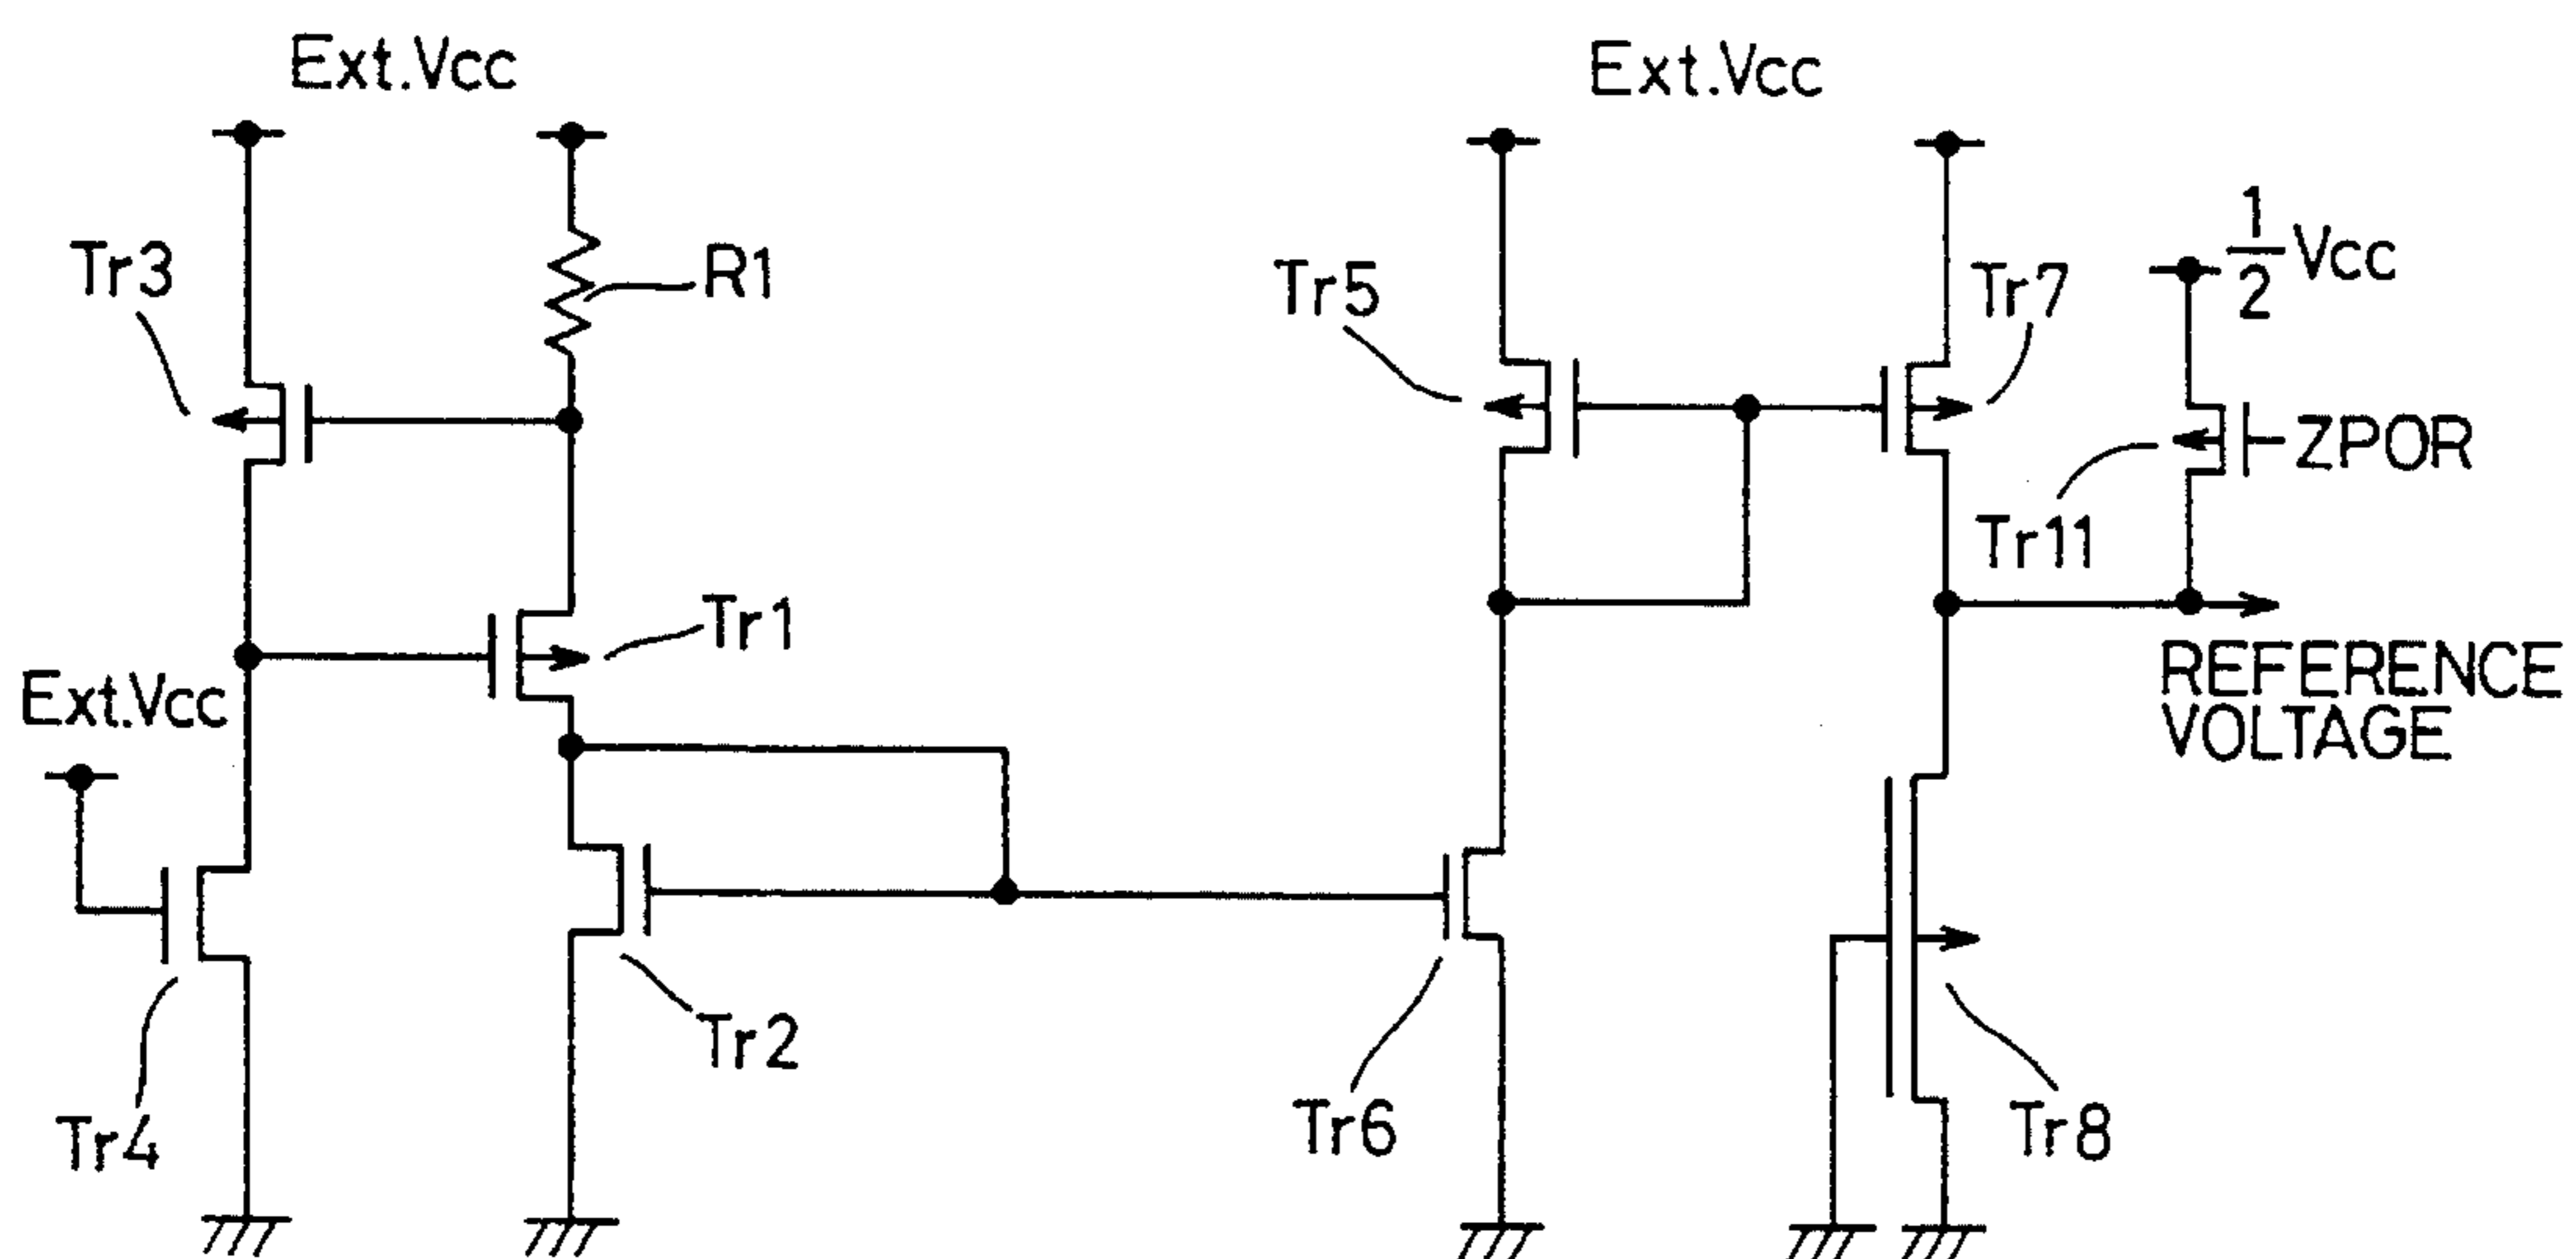 Ext.Vcc
Ext.Vcc
Tr3
R1
Tr5
Tr7
1/2 Vcc
ZPOR
Tr11
Tr1
Ext.Vcc
REFERENCE
VOLTAGE
Tr2
Tr4
Tr6
Tr8